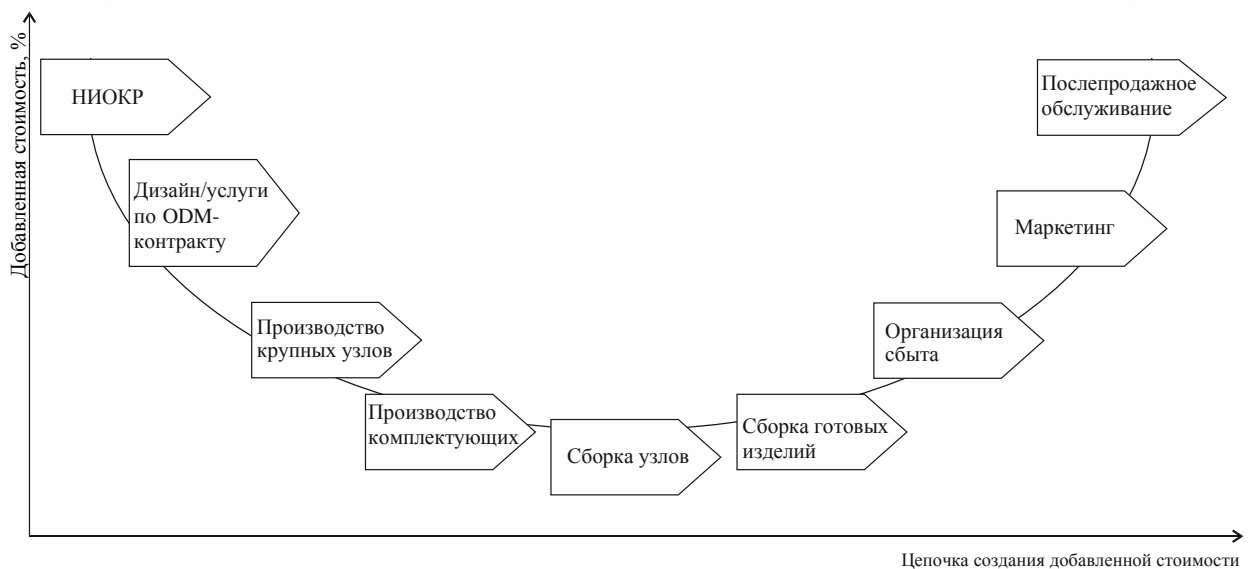 Добавленная стоимость, %
НИОКР
Дизайн/услуги
по ODM-
контракту
Производство
крупных узлов
Производство
комплектующих
Сборка узлов
Сборка готовых
изделий
Организация
сбыта
Маркетинг
Послепродажное
обслуживание
Цепочка создания добавленной стоимости